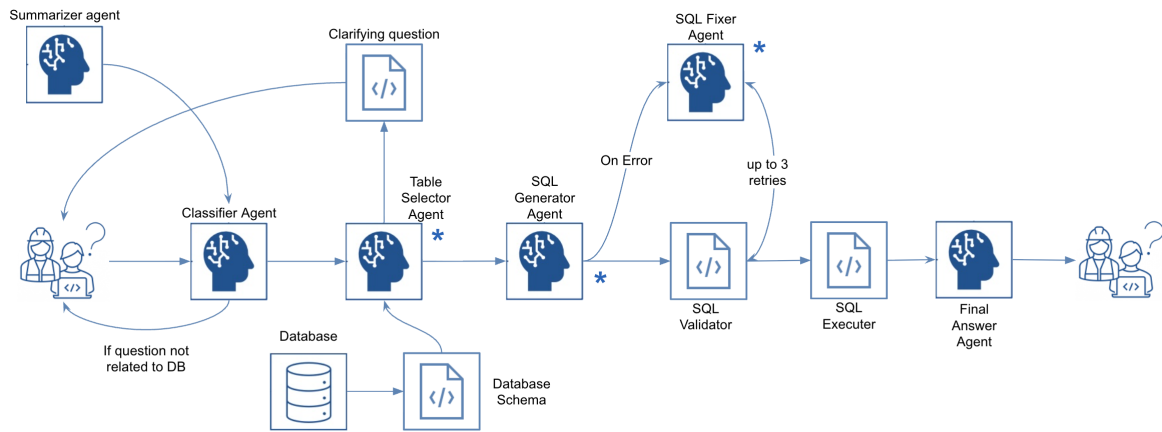 Summarizer agent
Clarifying question
SQL Fixer
Agent
*
On Error
up to 3
retries
Classifier Agent
Table
Selector
Agent
*
SQL
Generator
Agent
*
?
</>
</>
</>
SQL
Validator
</>
SQL
Executer
Final
Answer
Agent
?
</>
If question not
related to DB
Database
</>
Database
Schema